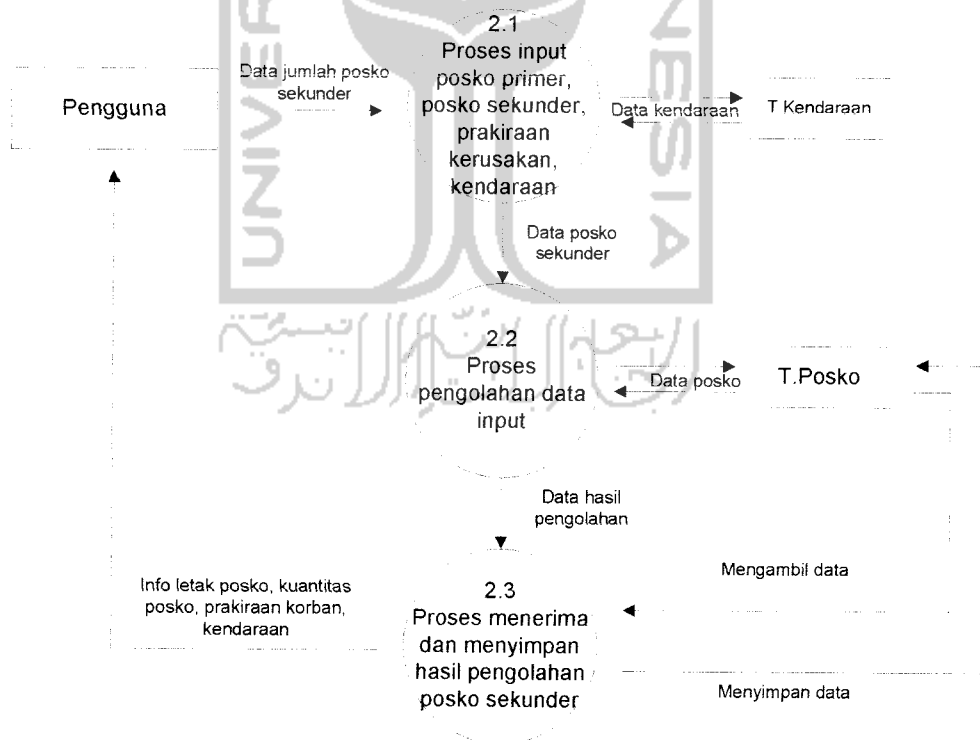 2.1
Proses input
posko primer,
posko sekunder,
prakiraan
kerusakan,
kendaraan
Pengguna
Data jumlah posko
sekunder
Data kendaraan
T Kendaraan
Data posko
sekunder
2.2
Proses
pengolahan data
input
Data posko
T.Posko
Data hasil
pengolahan
Mengambil data
Info letak posko, kuantitas
posko, prakiraan korban,
kendaraan
2.3
Proses menerima
dan menyimpan
hasil pengolahan
posko sekunder
Menyimpan data